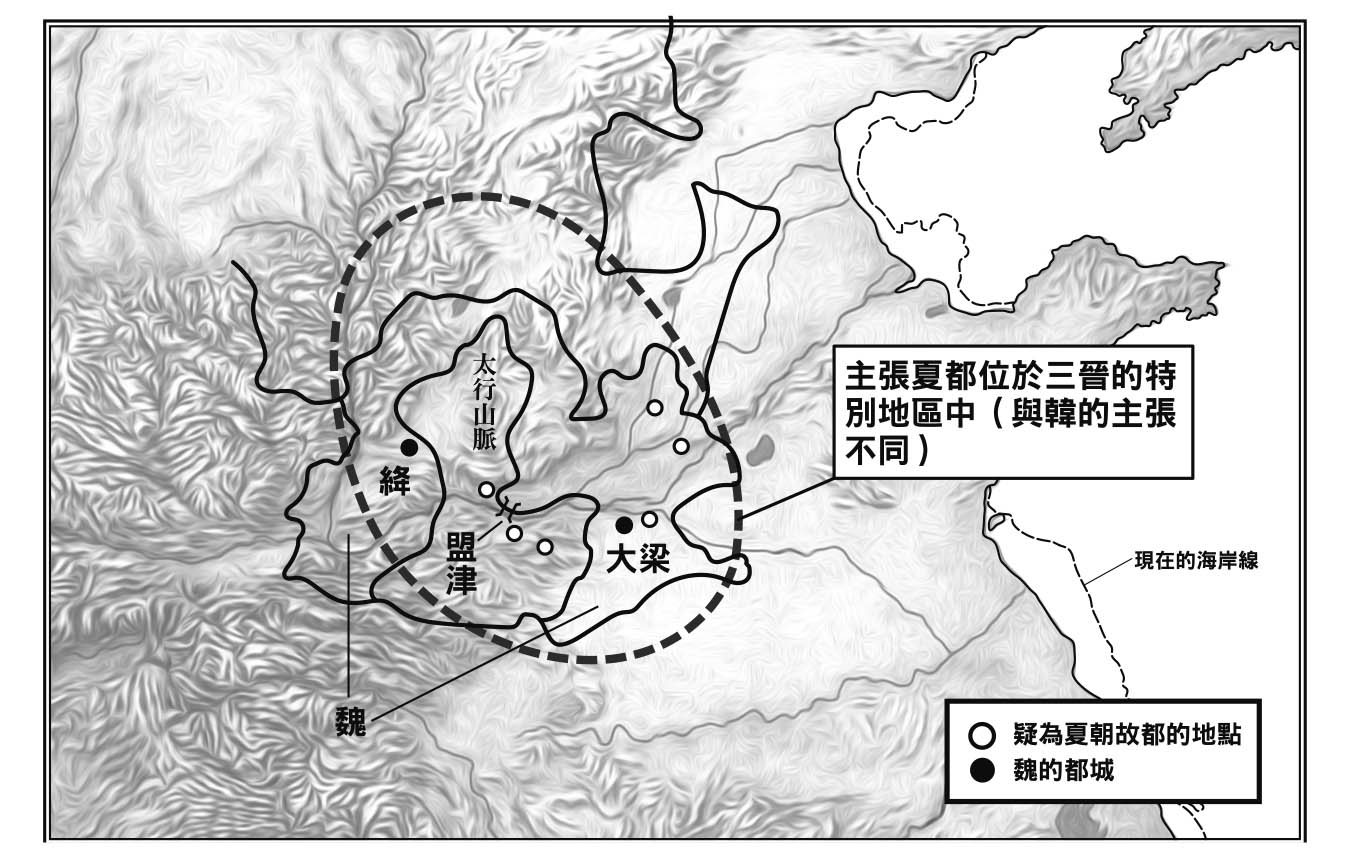 太行山脈
主張夏都位於三晉的特
別地區中（與韓的主張
不同）
絳
盟津
大梁
現在的海岸線
魏
疑為夏朝故都的地點
魏的都城